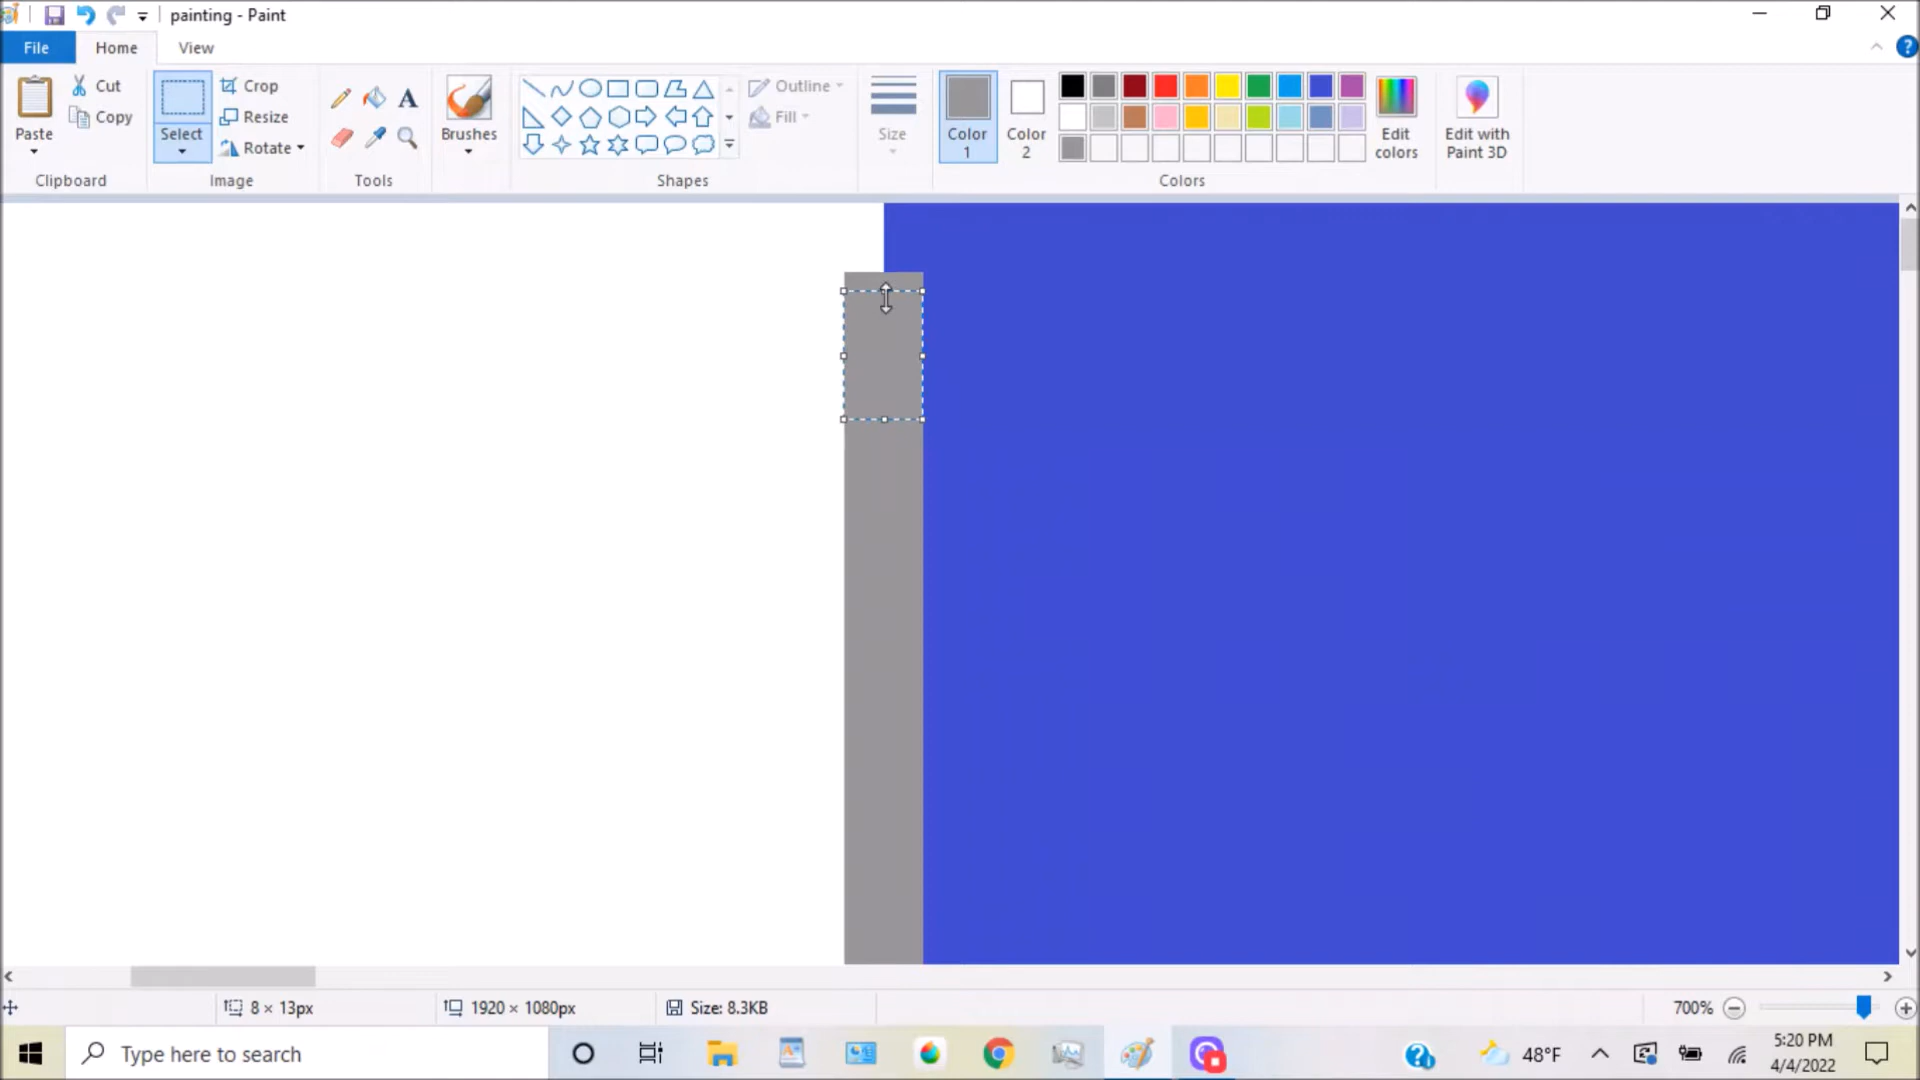 painting - Paint
File Home View
Paste
Cut
Copy
Clipboard
Select
Crop
Resize
Rotate
Image
A
Tools
Brushes
Shapes
Outline
Fill
Size
Color 1
Color 2
Colors
Edit colors
Edit with Paint 3D
8 × 13px
1920 × 1080px
Size: 8.3KB
700%
Type here to search
48°F
5:20 PM
4/4/2022